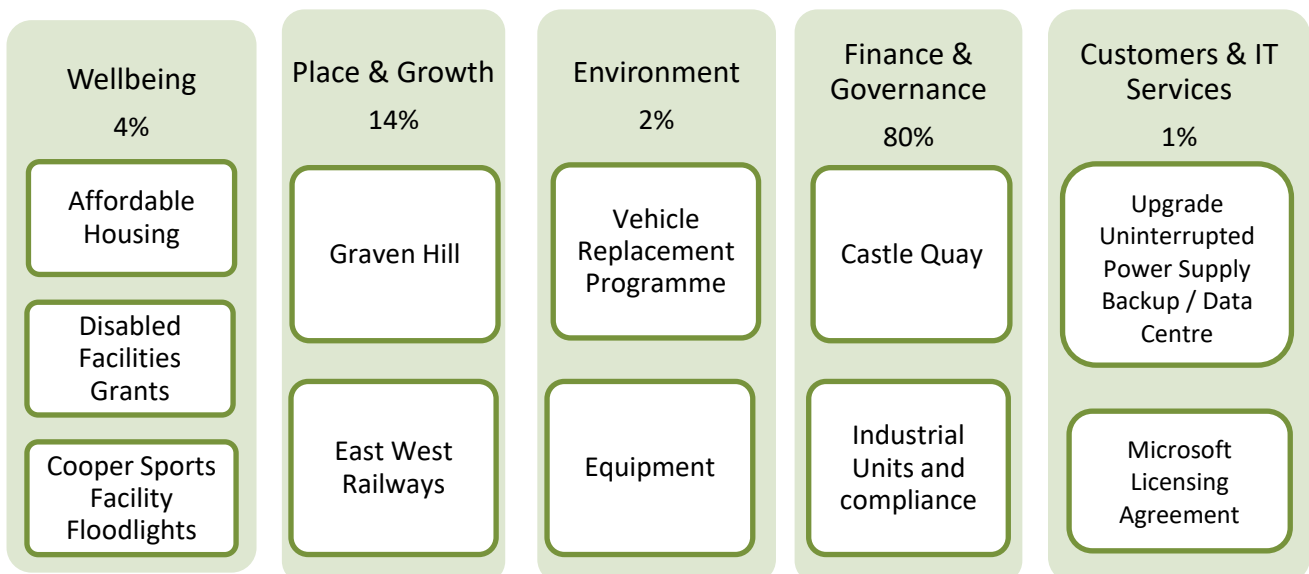 Wellbeing
4%
Affordable
Housing
Disabled
Facilities
Grants
Cooper Sports
Facility
Floodlights
Place & Growth
14%
Graven Hill
East West
Railways
Environment
2%
Vehicle
Replacement
Programme
Equipment
Finance &
Governance
80%
Castle Quay
Industrial
Units and
compliance
Customers & IT
Services
1%
Upgrade
Uninterrupted
Power Supply
Backup / Data
Centre
Microsoft
Licensing
Agreement